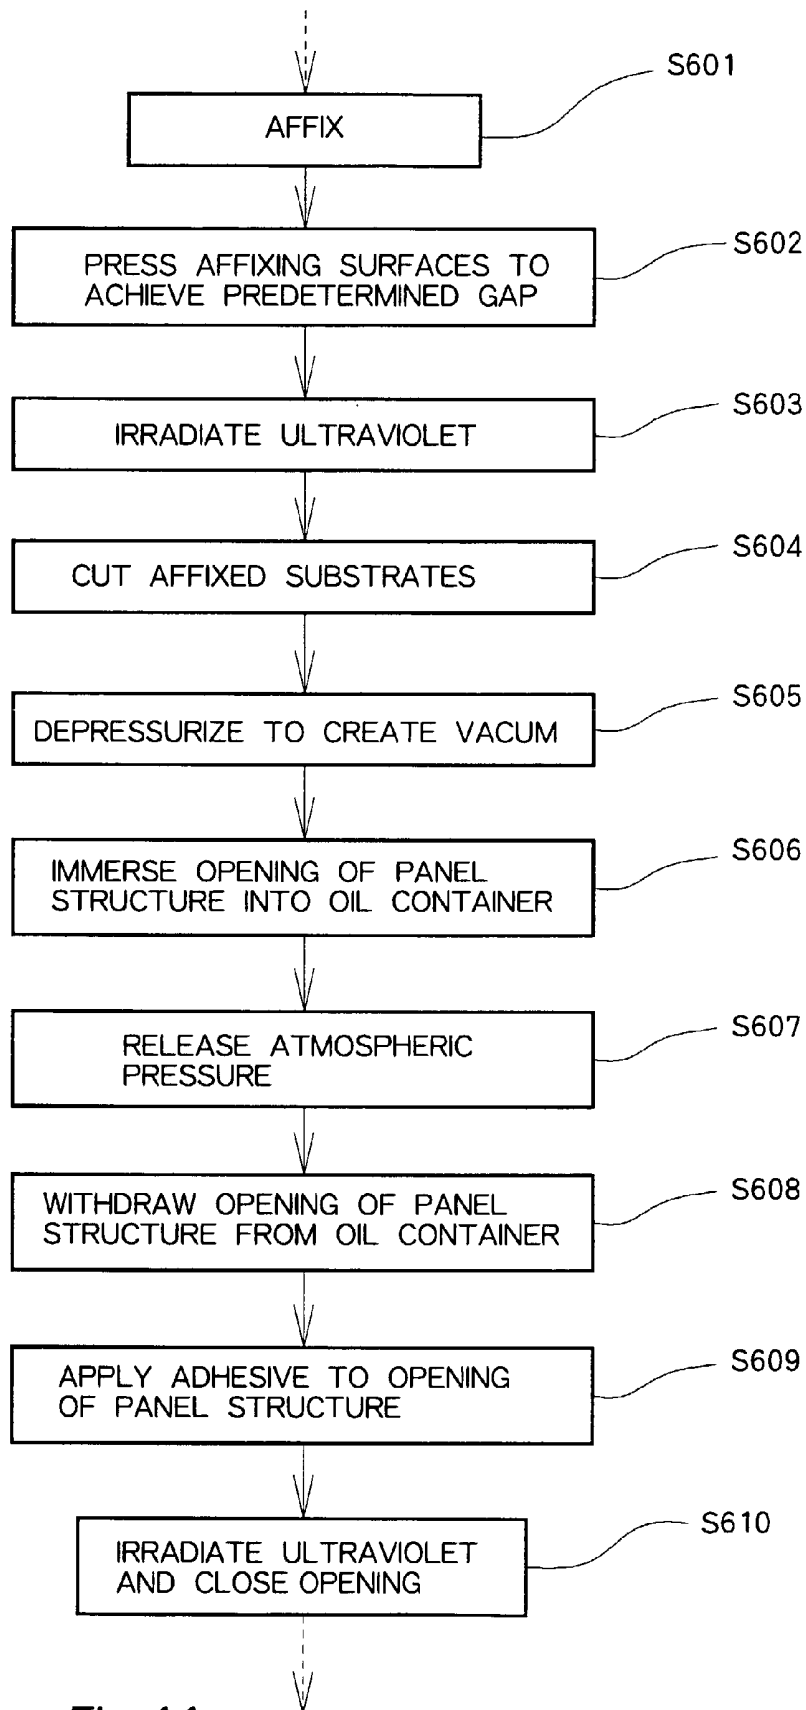 S601
AFFIX
S602
PRESS AFFIXING SURFACES TO
ACHIEVE PREDETERMINED GAP
S603
IRRADIATE ULTRAVIOLET
S604
CUT AFFIXED SUBSTRATES
S605
DEPRESSURIZE TO CREATE VACUM
S606
IMMERSE OPENING OF PANEL
STRUCTURE INTO OIL CONTAINER
S607
RELEASE ATMOSPHERIC
PRESSURE
S608
WITHDRAW OPENING OF PANEL
STRUCTURE FROM OIL CONTAINER
S609
APPLY ADHESIVE TO OPENING
OF PANEL STRUCTURE
S610
IRRADIATE ULTRAVIOLET
AND CLOSE OPENING